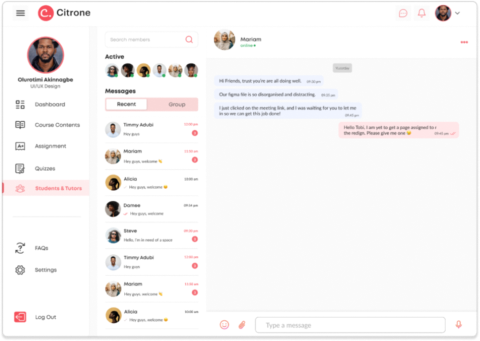 Citrone
Olurotimi Akinnagbe
UI/UX Design
Dashboard
Course Contents
Assignment
Quizzes
Students & Tutors
FAQs
Settings
Log Out
Search members
Active
Messages
Recent
Group
Timmy Adubi
Hey guys
Mariam
Hey guys, welcome
Alicia
Hey guys, welcome
Damee
Hey guys, welcome
Steve
Hello, I'm in need of a space
Timmy Adubi
Hey guys
Mariam
Hey guys, welcome
Alicia
Hey guys, welcome
Mariam
Active
Hi Friends, trust you're all doing well.
Our figma file is so disorganised and distracting.
I just clicked on the meeting link, and I was waiting for you to let me
in so we can get this job done!
Hello Tobi, I am yet to get a page assigned to r
the redign. Please give me one
Type a message